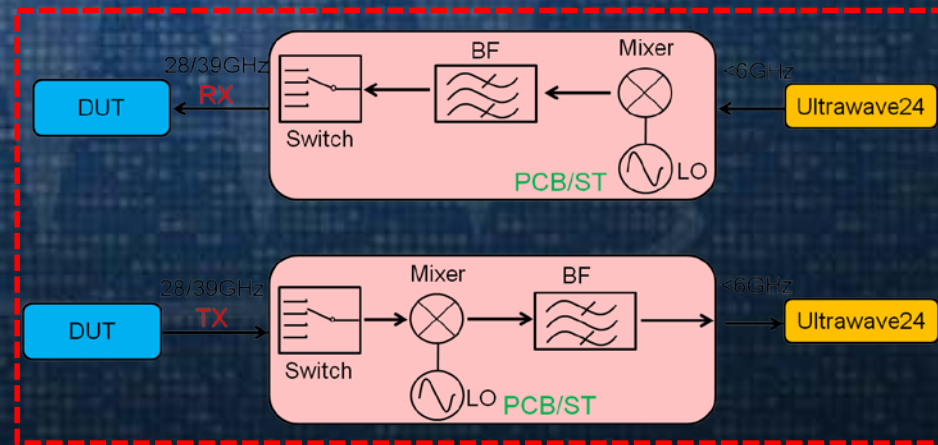 BF
Mixer
28/39GHz
<6GHz
DUT
RX
Ultrawave24
Switch
LO
PCB/ST
28/39GHz
Mixer
BF
<6GHz
DUT
TX
Ultrawave24
Switch
LO
PCB/ST